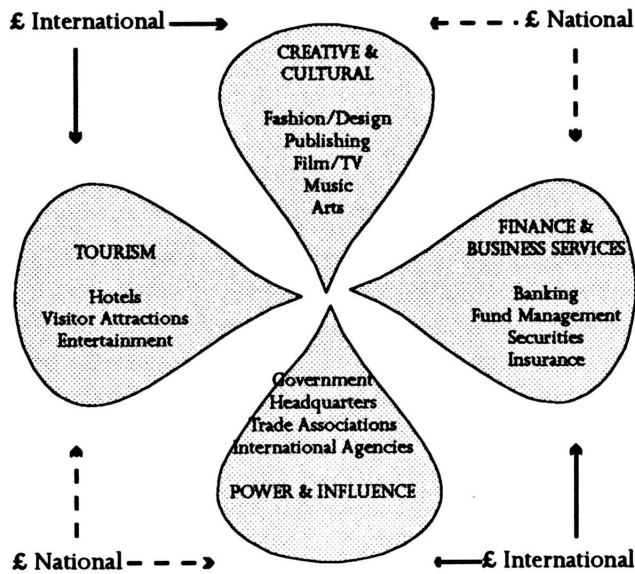 £ International
£ National
CREATIVE &
CULTURAL
Fashion/Design
Publishing
Film/TV
Music
Arts
TOURISM
Hotels
Visitor Attractions
Entertainment
FINANCE &
BUSINESS SERVICES
Banking
Fund Management
Securities
Insurance
Government
Headquarters
Trade Associations
International Agencies
POWER & INFLUENCE
£ National
£ International